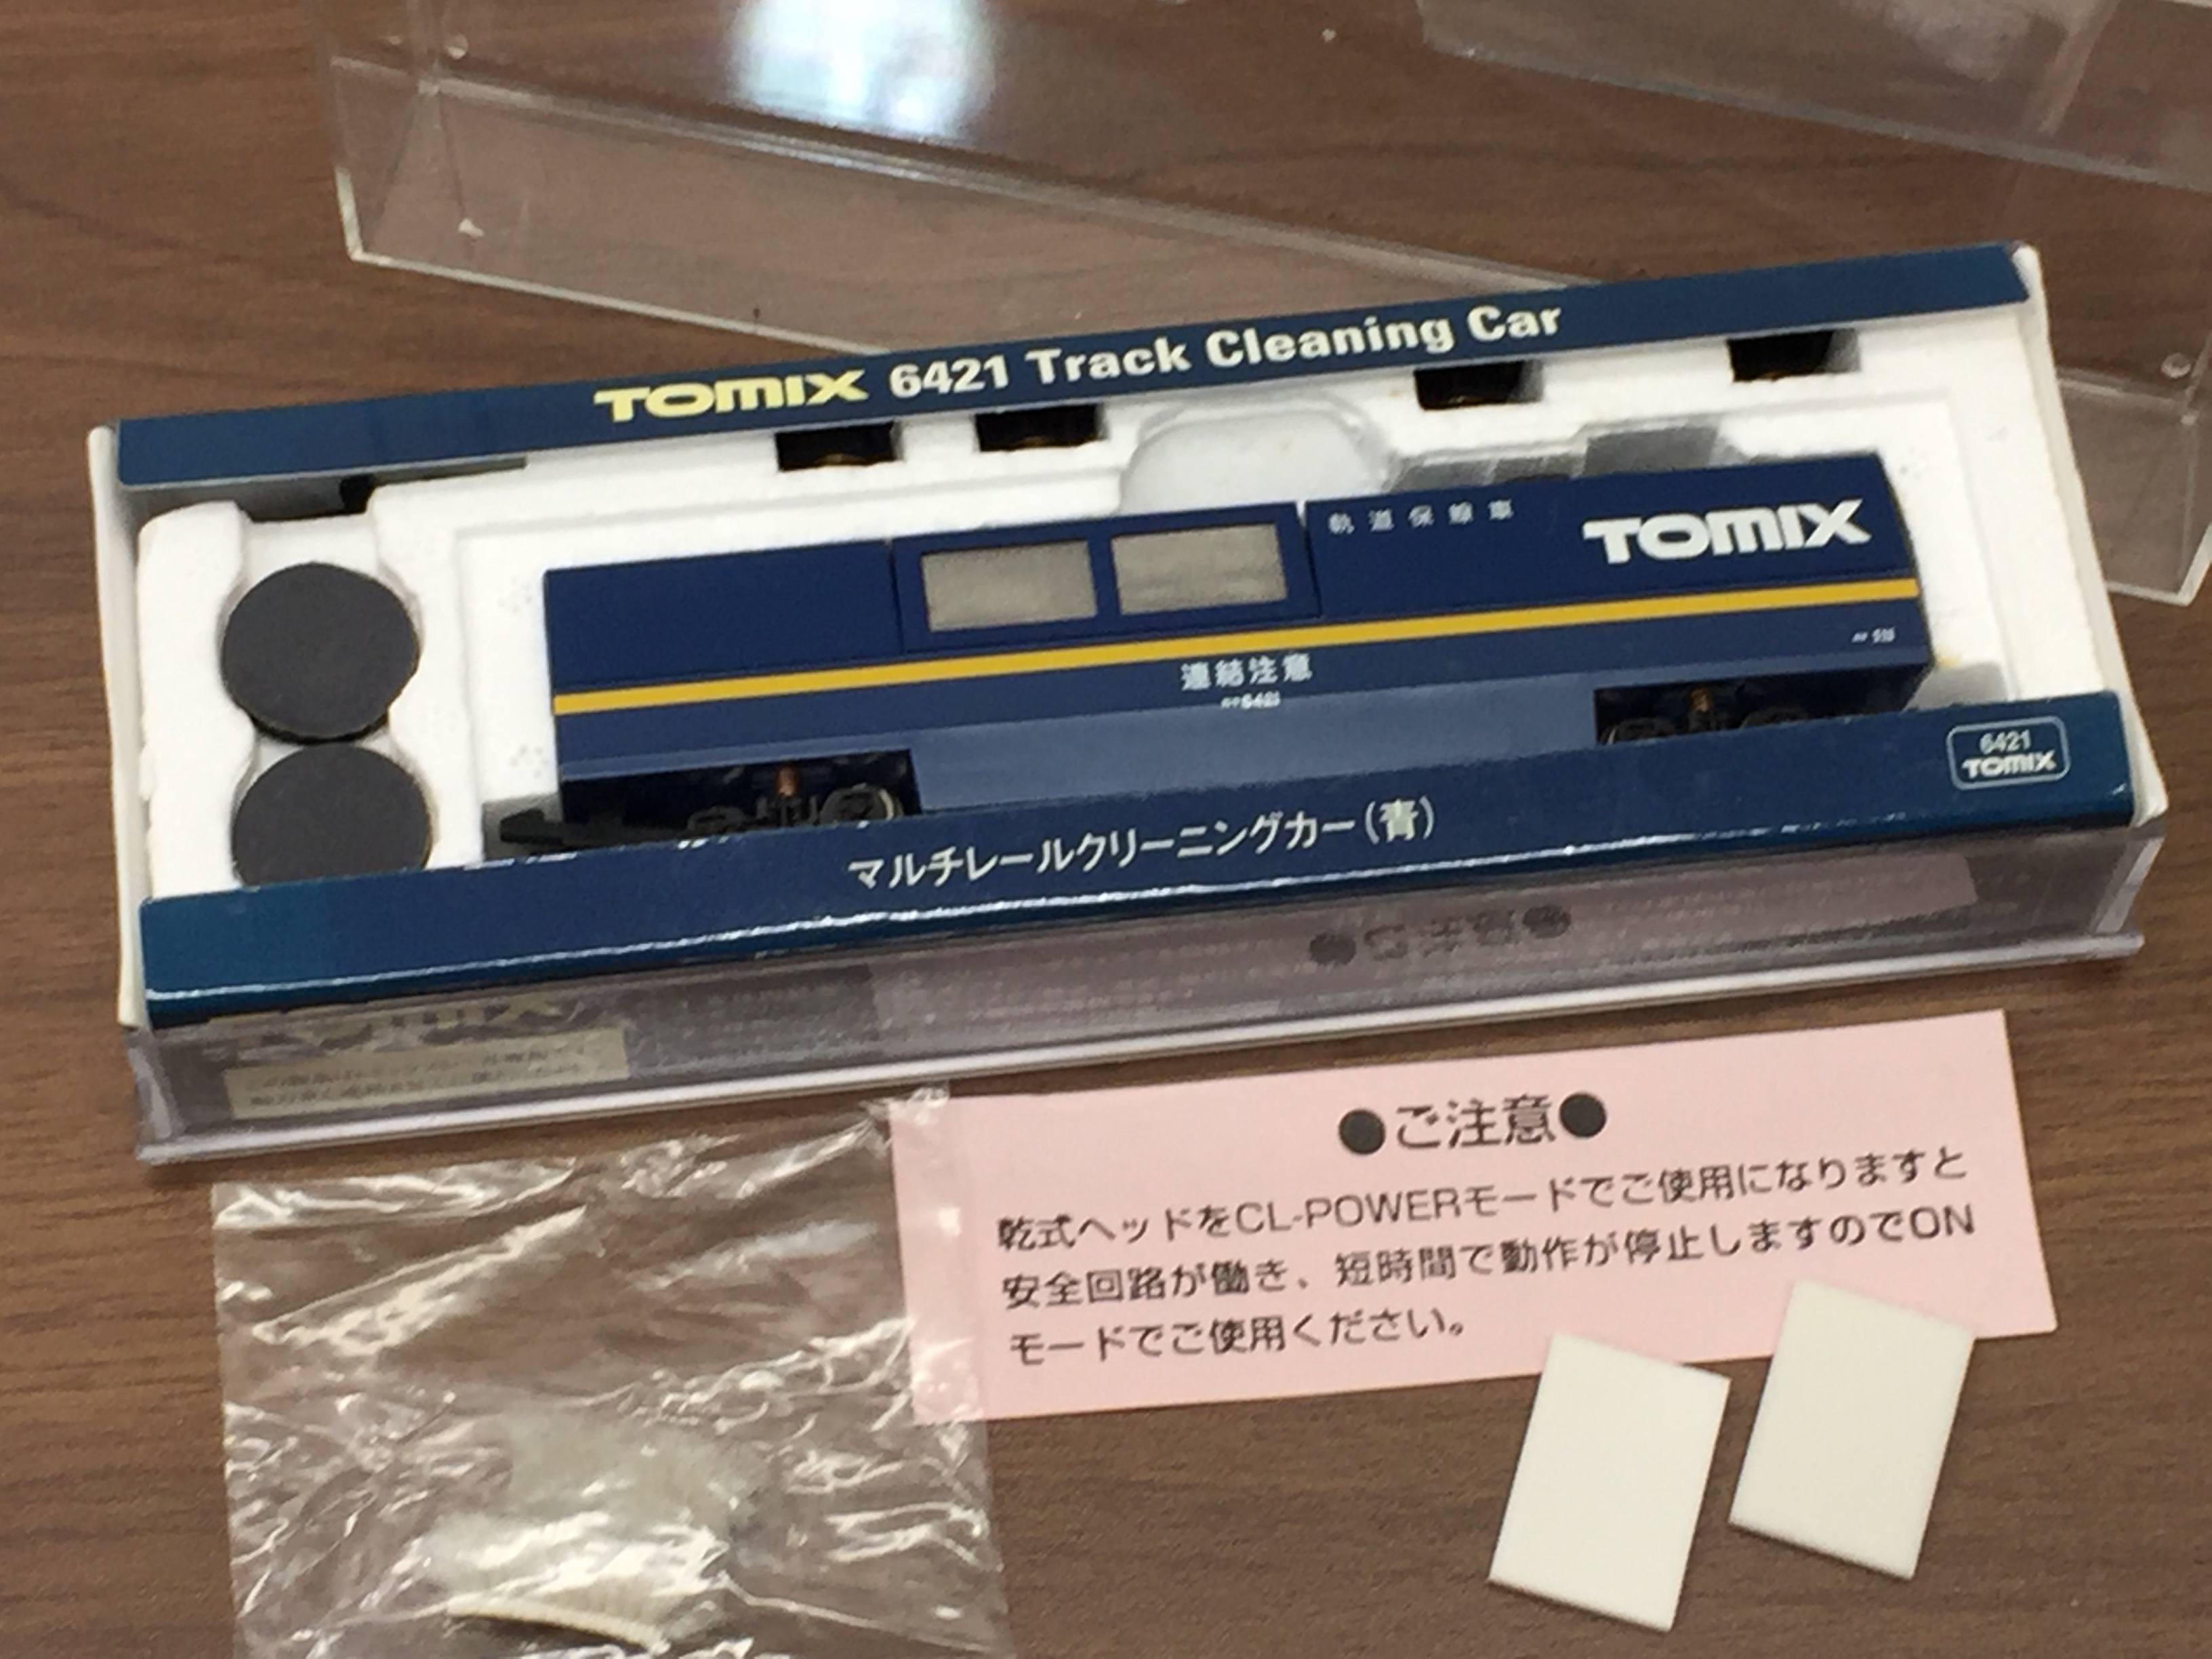 TOMIX 6421 Track Cleaning Car
軌道保線車
TOMIX
連結注意
6421
マルチレールクリーニングカー(青)
6421
TOMIX
●ご注意●
乾式ヘッドをCL-POWERモードでご使用になりますと
安全回路が働き、短時間で動作が停止しますのでON
モードでご使用ください。